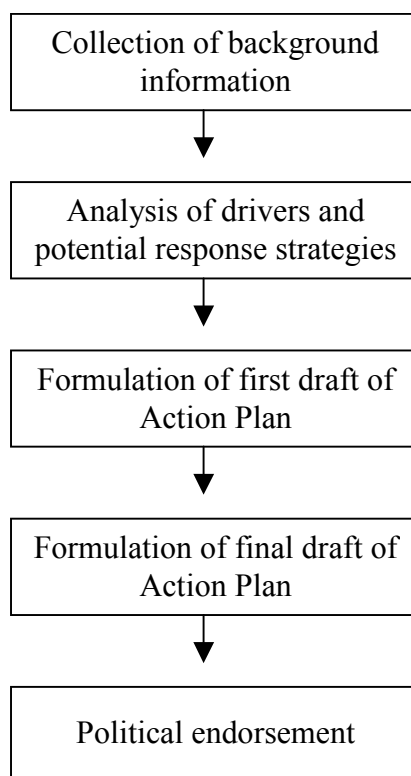 Collection of background
information
Analysis of drivers and
potential response strategies
Formulation of first draft of
Action Plan
Formulation of final draft of
Action Plan
Political endorsement